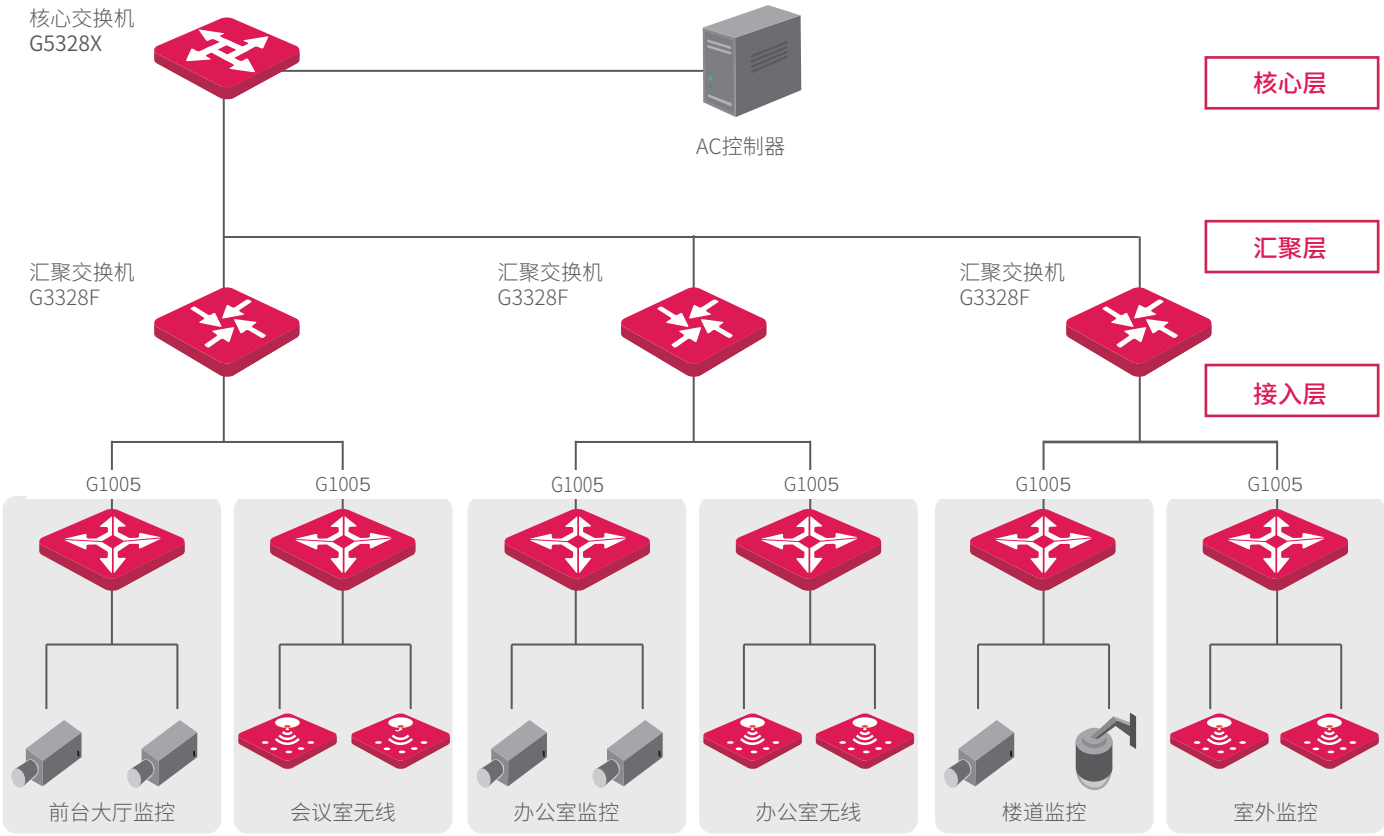 核心交换机
G5328X
AC控制器
核心层
汇聚层
汇聚交换机
G3328F
汇聚交换机
G3328F
汇聚交换机
G3328F
接入层
G1005
G1005
G1005
G1005
G1005
G1005
前台大厅监控
会议室无线
办公室监控
办公室无线
楼道监控
室外监控